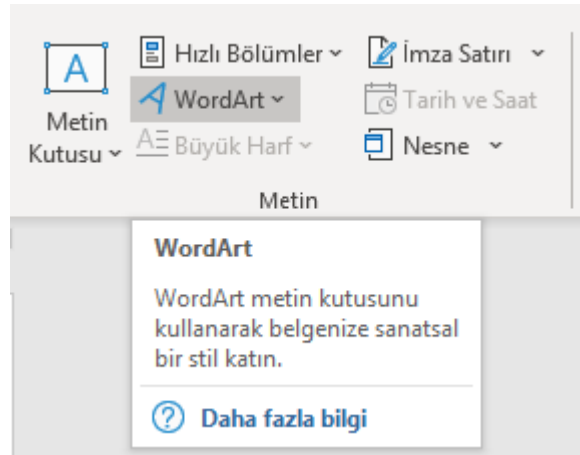 Metin
Kutusu
Hızlı Bölümler
WordArt
Büyük Harf
İmza Satırı
Tarih ve Saat
Nesne
Metin
WordArt
WordArt metin kutusunu
kullanarak belgenize sanatsal
bir stil katın.
Daha fazla bilgi